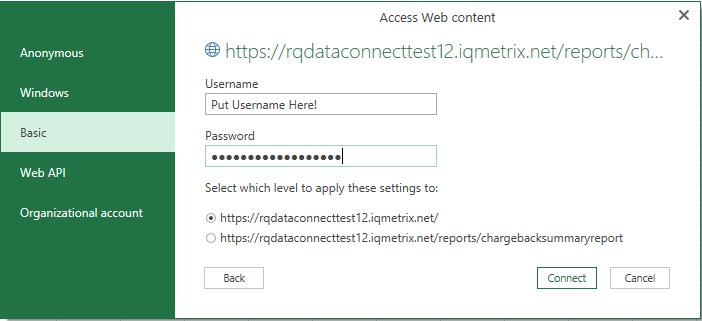 Access Web content
Anonymous
Windows
Basic
Web API
Organizational account
https://rqdataconnecttest12.iqmetrix.net/reports/ch...
Username
Put Username Here!
Password
●●●●●●●●●●●●●●●●●●
Select which level to apply these settings to:
https://rqdataconnecttest12.iqmetrix.net/
https://rqdataconnecttest12.iqmetrix.net/reports/chargebacksummaryreport
Back
Connect
Cancel